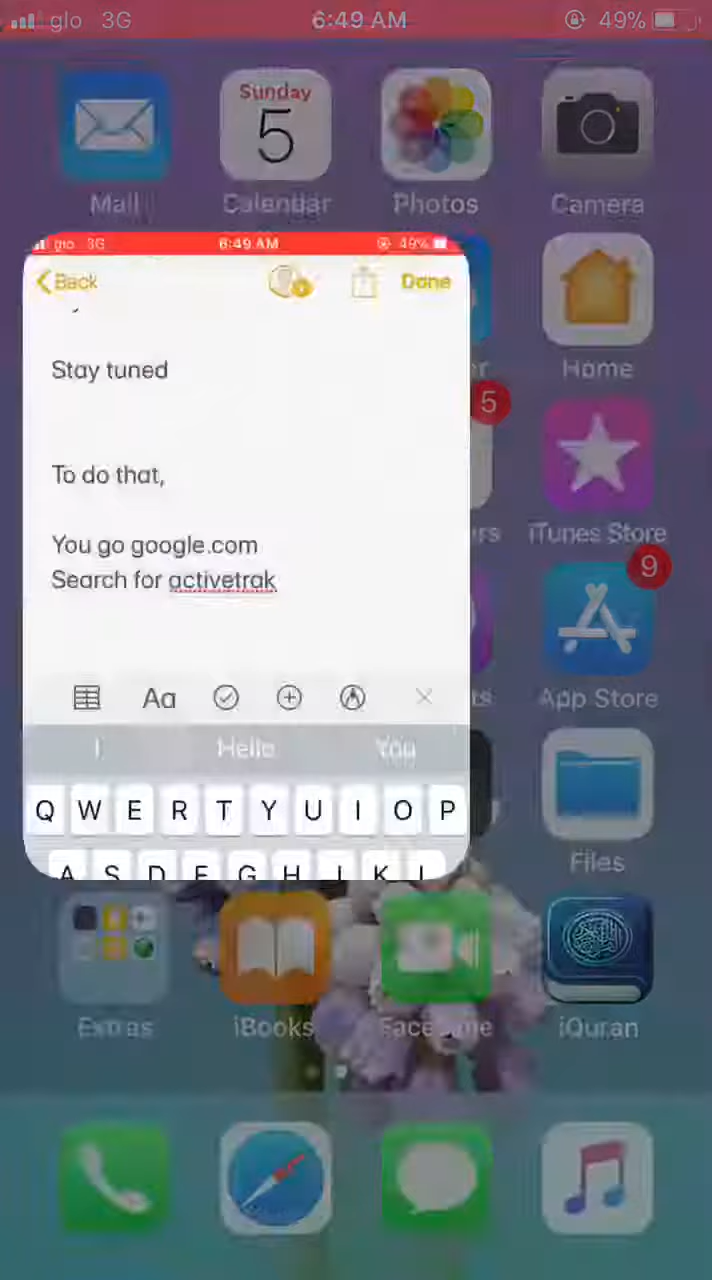 glo 3G 6:49 AM 49%
Sunday
5
Mail Calendar Photos Camera
glo 3G 6:49 AM 49%
Back Done
Stay tuned
Home
5
To do that,
iTunes Store
You go google.com
9
Search for activetrak
Aa
App Store
I Hello You
Q W E R T Y U I O P
A S D F G H J K L
Files
Extras iBooks FaceTime iQuran